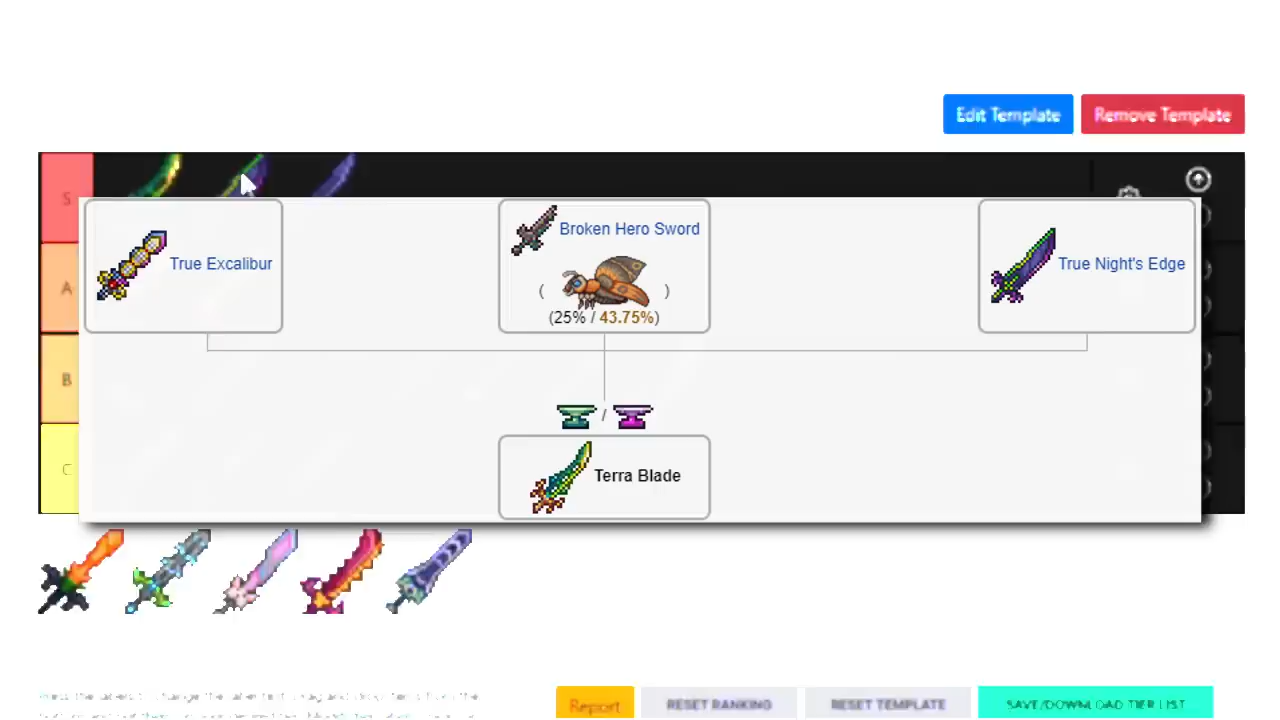 Edit Template
Remove Template
S
True Excalibur
Broken Hero Sword
True Night's Edge
( )
(25% / 43.75%)
A
B
/
C
Terra Blade
Report
RESET RANKING
RESET TEMPLATE
SAVE/DOWNLOAD TIER LIST